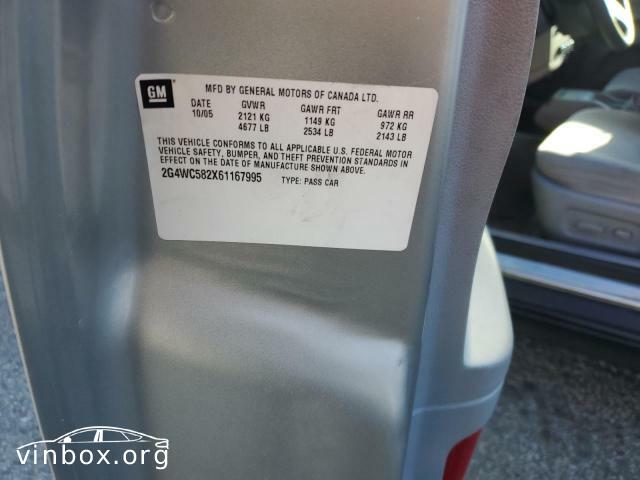 GM
MFD BY GENERAL MOTORS OF CANADA LTD.
DATE GVWR GAWR FRT GAWR RR
10/05 2121 KG 1149 KG 972 KG
4677 LB 2534 LB 2143 LB
THIS VEHICLE CONFORMS TO ALL APPLICABLE U.S. FEDERAL MOTOR
VEHICLE SAFETY, BUMPER, AND THEFT PREVENTION STANDARDS IN
EFFECT ON THE DATE OF MANUFACTURE SHOWN ABOVE.
2G4WC582X61167995 TYPE: PASS CAR
vinbox.org